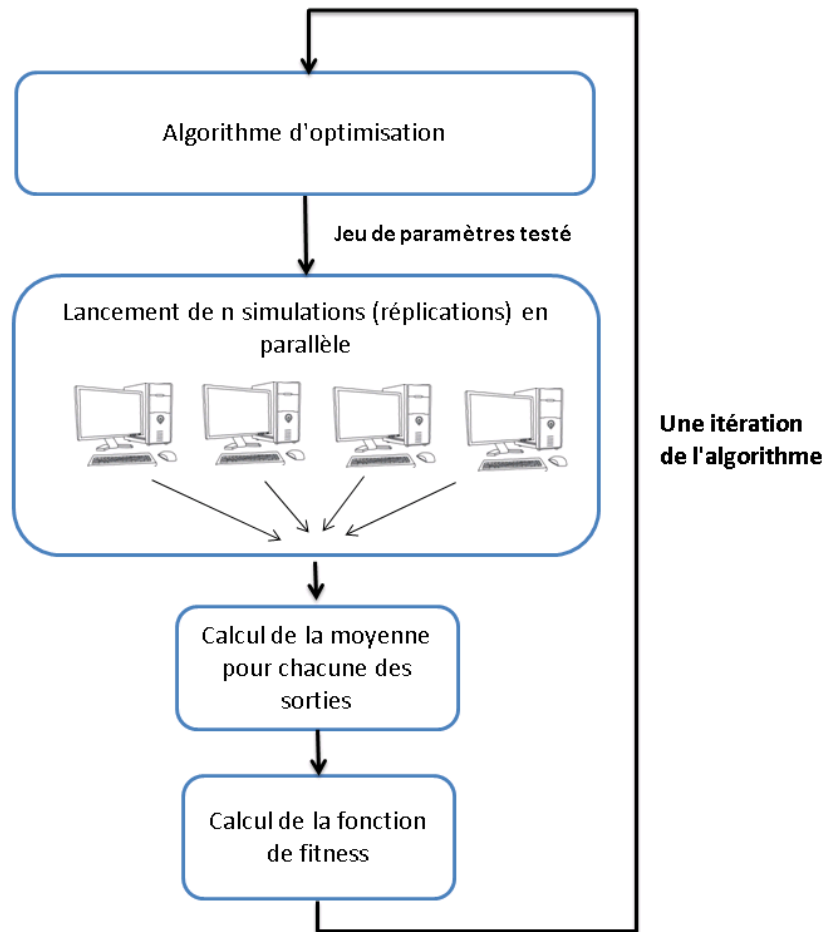 Algorithme d'optimisation
Jeu de paramètres testé
Lancement de n simulations (réplications) en
parallèle
Une itération
de l'algorithme
Calcul de la moyenne
pour chacune des
sorties
Calcul de la fonction
de fitness